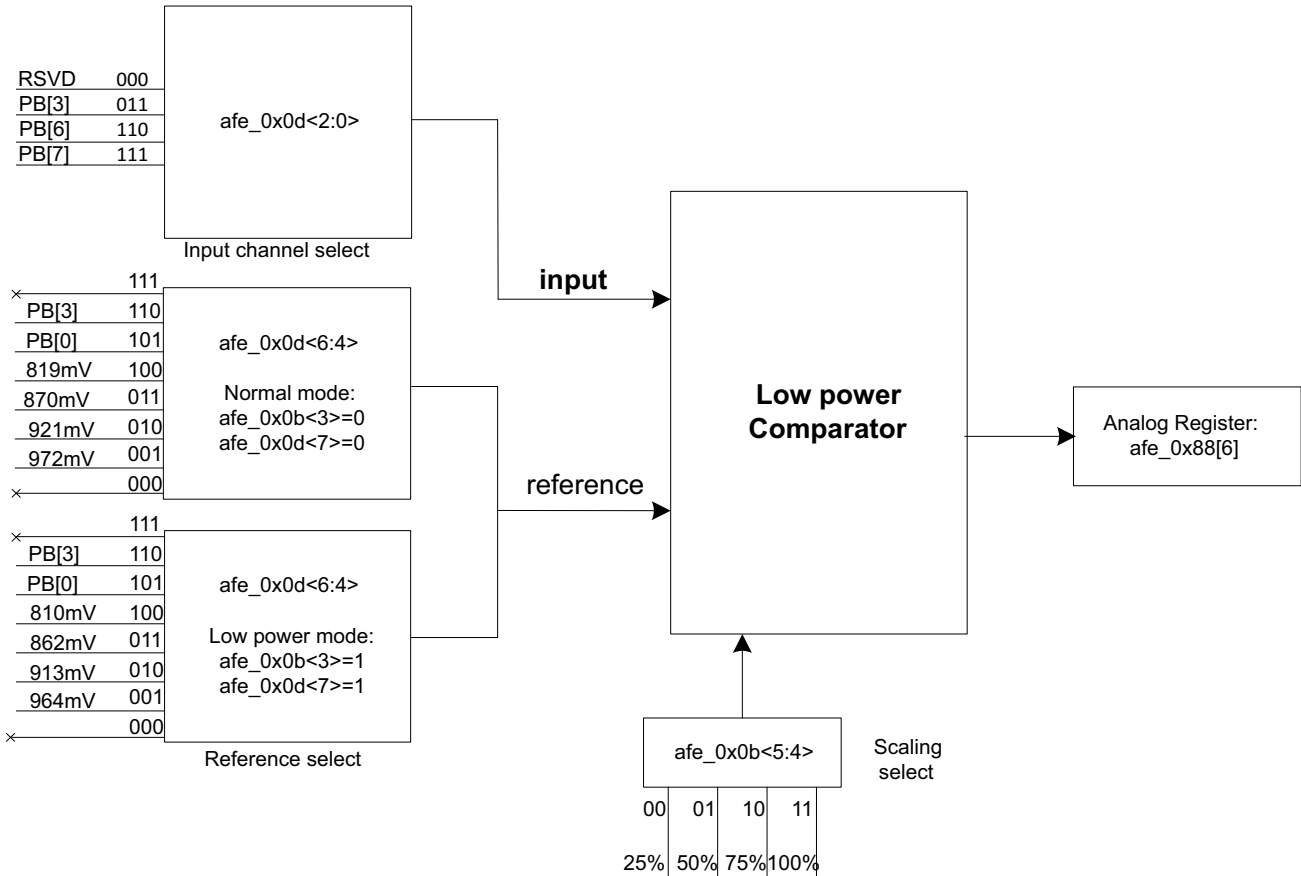 RSVD 000
PB[3] 011
PB[6] 110
PB[7] 111
afe_0x0d<2:0>
Input channel select
111
PB[3] 110
PB[0] 101
819mV 100
870mV 011
921mV 010
972mV 001
000
afe_0x0d<6:4>
Normal mode:
afe_0x0b<3>=0
afe_0x0d<7>=0
111
PB[3] 110
PB[0] 101
810mV 100
862mV 011
913mV 010
964mV 001
000
afe_0x0d<6:4>
Low power mode:
afe_0x0b<3>=1
afe_0x0d<7>=1
Reference select
input
reference
Low power
Comparator
Analog Register:
afe_0x88[6]
afe_0x0b<5:4>
Scaling
select
00 01 10 11
25% 50% 75% 100%